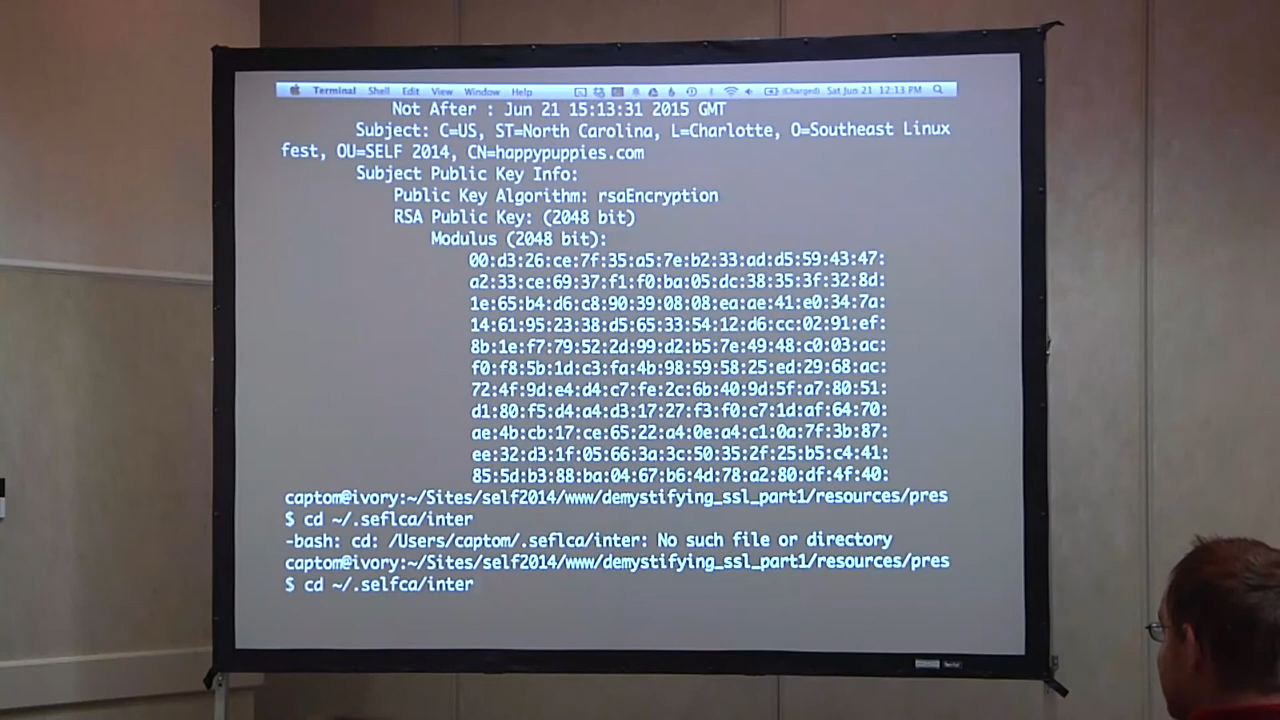 Terminal Shell Edit View Window Help (Charged) Sat Jun 21 12:13 PM
Not After : Jun 21 15:13:31 2015 GMT
Subject: C=US, ST=North Carolina, L=Charlotte, O=Southeast Linux
fest, OU=SELF 2014, CN=happypuppies.com
Subject Public Key Info:
Public Key Algorithm: rsaEncryption
RSA Public Key: (2048 bit)
Modulus (2048 bit):
00:d3:26:ce:7f:35:a5:7e:b2:33:ad:d5:59:43:47:
a2:33:ce:69:37:f1:f0:ba:05:dc:38:35:3f:32:8d:
1e:65:b4:d6:c8:90:39:08:08:ea:ae:41:e0:34:7a:
14:61:95:23:38:d5:65:33:54:12:d6:cc:02:91:ef:
8b:1e:f7:79:52:2d:99:d2:b5:7e:49:48:c0:03:ac:
f0:f8:5b:1d:c3:fa:4b:98:59:58:25:ed:29:68:ac:
72:4f:9d:e4:d4:c7:fe:2c:6b:40:9d:5f:a7:80:51:
d1:80:f5:d4:a4:d3:17:27:f3:f0:c7:1d:af:64:70:
ae:4b:cb:17:ce:65:22:a4:0e:a4:c1:0a:7f:3b:87:
ee:32:d3:1f:05:66:3a:3c:50:35:2f:25:b5:c4:41:
85:5d:b3:88:ba:04:67:b6:4d:78:a2:80:df:4f:40:
captom@ivory:~/Sites/self2014/www/demystifying_ssl_part1/resources/pres
$ cd ~/.seflca/inter
-bash: cd: /Users/captom/.seflca/inter: No such file or directory
captom@ivory:~/Sites/self2014/www/demystifying_ssl_part1/resources/pres
$ cd ~/.selfca/inter